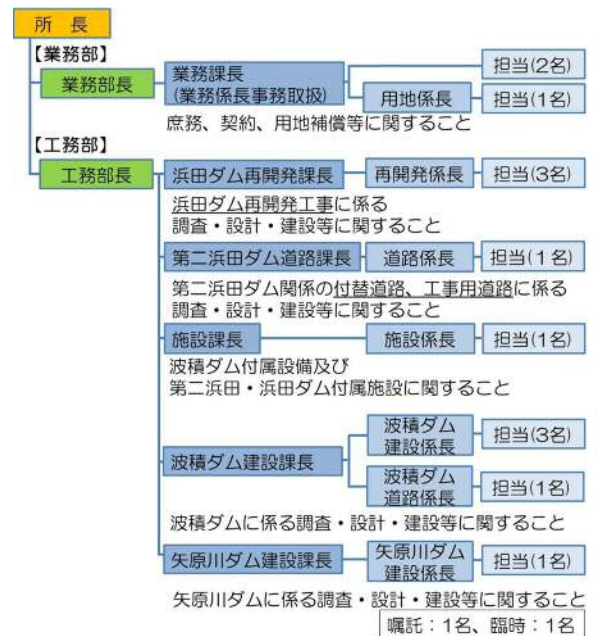 所 長
【業務部】
業務部長
業務課長
(業務係長事務取扱)
担当(2名)
用地係長
担当(1名)
庶務、契約、用地補償等に関すること
【工務部】
工務部長
浜田ダム再開発課長
再開発係長
担当(3名)
浜田ダム再開発工事に係る
調査・設計・建設等に関すること
第二浜田ダム道路課長
道路係長
担当(1名)
第二浜田ダム関係の付替道路、工事用道路に係る
調査・設計・建設等に関すること
施設課長
施設係長
担当(1名)
波積ダム付属設備及び
第二浜田・浜田ダム付属施設に関すること
波積ダム建設課長
波積ダム
建設係長
担当(3名)
波積ダム
道路係長
担当(1名)
波積ダムに係る調査・設計・建設等に関すること
矢原川ダム建設課長
矢原川ダム
建設係長
担当(1名)
矢原川ダムに係る調査・設計・建設等に関すること
嘱託：1名、臨時：1名